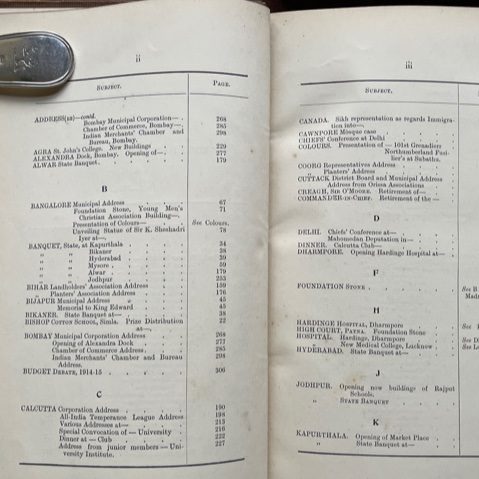 ii
SUBJECT. PAGE.
ADDRESS(ES)—contd.
Bombay Municipal Corporation—. 268
Chamber of Commerce, Bombay—. 285
Indian Merchants' Chamber and 298
Bureau, Bombay.
AGRA St. John's College. New Buildings 229
ALEXANDRA Dock, Bombay. Opening of—. 277
ALWAR State Banquet. 179
B
BANGALORE Municipal Address 67
Foundation Stone, Young Men's 71
Christian Association Building—.
Presentation of Colours—. See Colours.
Unveiling Statue of Sir K. Sheshadri 78
Iyer at—.
BANQUET, State, at Kapurthala 34
" " Bikaner 38
" " Hyderabad 39
" " Mysore 59
" " Alwar 179
" " Jodhpur 253
BIHAR Landholders' Association Address 159
" Planters' Association Address 176
BIJAPUR Municipal Address 45
Memorial to King Edward 45
BIKANER. State Banquet at— 38
BISHOP COTTON SCHOOL, Simla. Prize Distribution 22
at—.
BOMBAY Municipal Corporation Address 268
Opening of Alexandra Dock 277
Chamber of Commerce Address 285
Indian Merchants' Chamber and Bureau 298
Address.
BUDGET DEBATE, 1914-15 306
C
CALCUTTA Corporation Address 190
All-India Temperance League Address 198
Various Addresses at— 213
Special Convocation of — University 216
Dinner at — Club 222
Address from junior members — Uni- 227
versity Institute.
iii
SUBJECT.
CANADA. Sikh representation as regards Immigra-
tion into—.
CAWNPORE Mosque case
CHIEFS' Conference at Delhi
COLOURS. Presentation of — 101st Grenadiers
Northumberland Fusi-
lier's at Sabathu.
COORG Representatives Address
Planters' Address
CUTTACK District Board and Municipal Address
Address from Orissa Associations
CREAGH, SIR O'MOORE. Retirement of—
COMMANDER-IN-CHIEF. Retirement of the —
D
DELHI. Chiefs' Conference at—
Mahomedan Deputation in—
DINNER. Calcutta Club—
DHARMPORE. Opening Hardinge Hospital at—
F
FOUNDATION STONE
H
HARDINGE HOSPITAL, Dharmpore
HIGH COURT, PATNA. Foundation Stone
HOSPITAL. Hardinge, Dharmpore
New Medical College, Lucknow
HYDERABAD. State Banquet at—
J
JODHPUR. Opening new buildings of Rajput
Schools.
" STATE BANQUET
K
KAPURTHALA. Opening of Market Place
" State Banquet at—